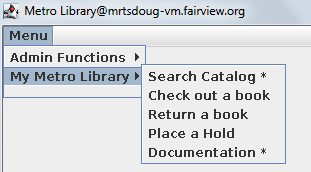 Metro Library@mrtsdoug-vm.fairview.org
Menu
Admin Functions
My Metro Library
Search Catalog *
Check out a book
Return a book
Place a Hold
Documentation *